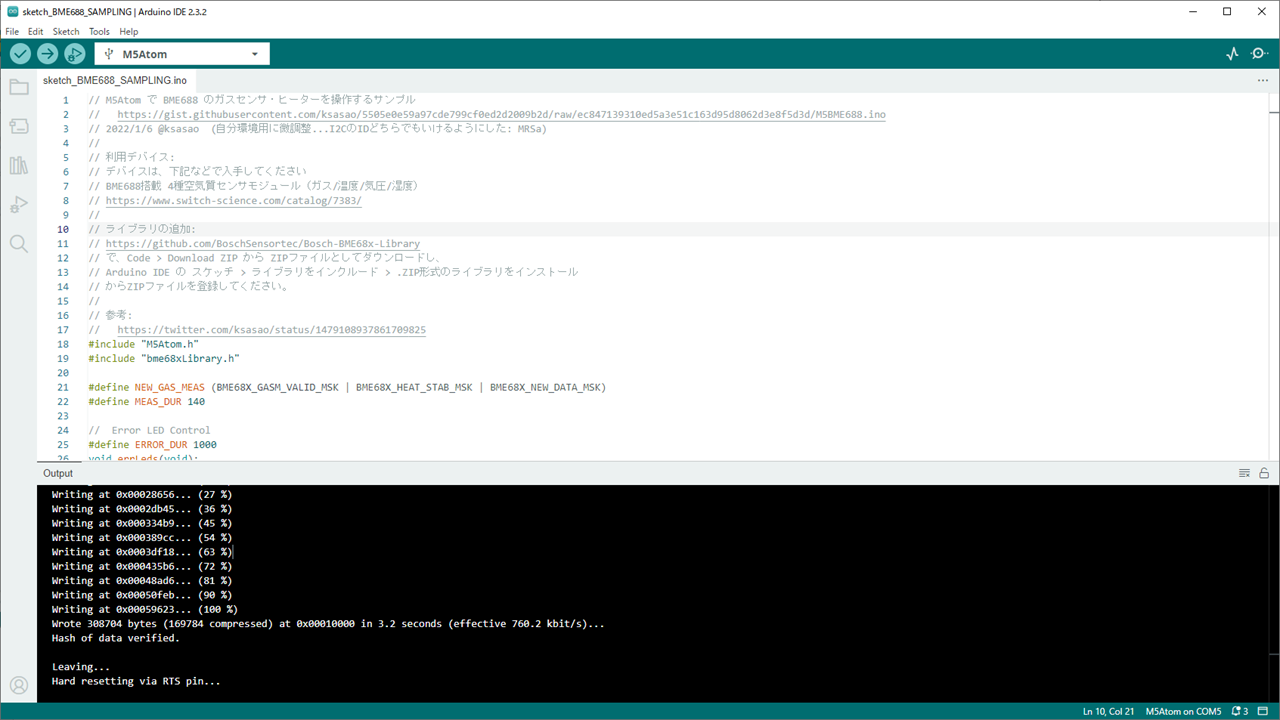 sketch_BME688_SAMPLING | Arduino IDE 2.3.2
File Edit Sketch Tools Help
M5Atom
sketch_BME688_SAMPLING.ino
1 // M5Atom で BME688 のガスセンサ・ヒーターを操作するサンプル
2 //   https://gist.githubusercontent.com/ksasao/5505e0e59a97cde799cf0ed2d2009b2d/raw/ec847139310ed5a3e51c163d95d8062d3e8f5d3d/M5BME688.ino
3 // 2022/1/6 @ksasao  (自分環境用に微調整...I2CのIDどちらでもいけるようにした: MRSa)
4 //
5 // 利用デバイス:
6 // デバイスは、下記などで入手してください
7 // BME688搭載 4種空気質センサモジュール（ガス/温度/気圧/湿度）
8 // https://www.switch-science.com/catalog/7383/
9 //
10 // ライブラリの追加:
11 // https://github.com/BoschSensortec/Bosch-BME68x-Library
12 // で、Code > Download ZIP から ZIPファイルとしてダウンロードし、
13 // Arduino IDE の スケッチ > ライブラリをインクルード > .ZIP形式のライブラリをインストール
14 // からZIPファイルを登録してください。
15 //
16 // 参考:
17 //   https://twitter.com/ksasao/status/1479108937861709825
18 #include "M5Atom.h"
19 #include "bme68xLibrary.h"
20
21 #define NEW_GAS_MEAS (BME68X_GASM_VALID_MSK | BME68X_HEAT_STAB_MSK | BME68X_NEW_DATA_MSK)
22 #define MEAS_DUR 140
23
24 //  Error LED Control
25 #define ERROR_DUR 1000
26 void errLeds(void);
Output
Writing at 0x00028656... (27 %)
Writing at 0x0002db45... (36 %)
Writing at 0x000334b9... (45 %)
Writing at 0x000389cc... (54 %)
Writing at 0x0003df18... (63 %)
Writing at 0x000435b6... (72 %)
Writing at 0x00048ad6... (81 %)
Writing at 0x00050feb... (90 %)
Writing at 0x00059623... (100 %)
Wrote 308704 bytes (169784 compressed) at 0x00010000 in 3.2 seconds (effective 760.2 kbit/s)...
Hash of data verified.
Leaving...
Hard resetting via RTS pin...
Ln 10, Col 21 M5Atom on COM5 3